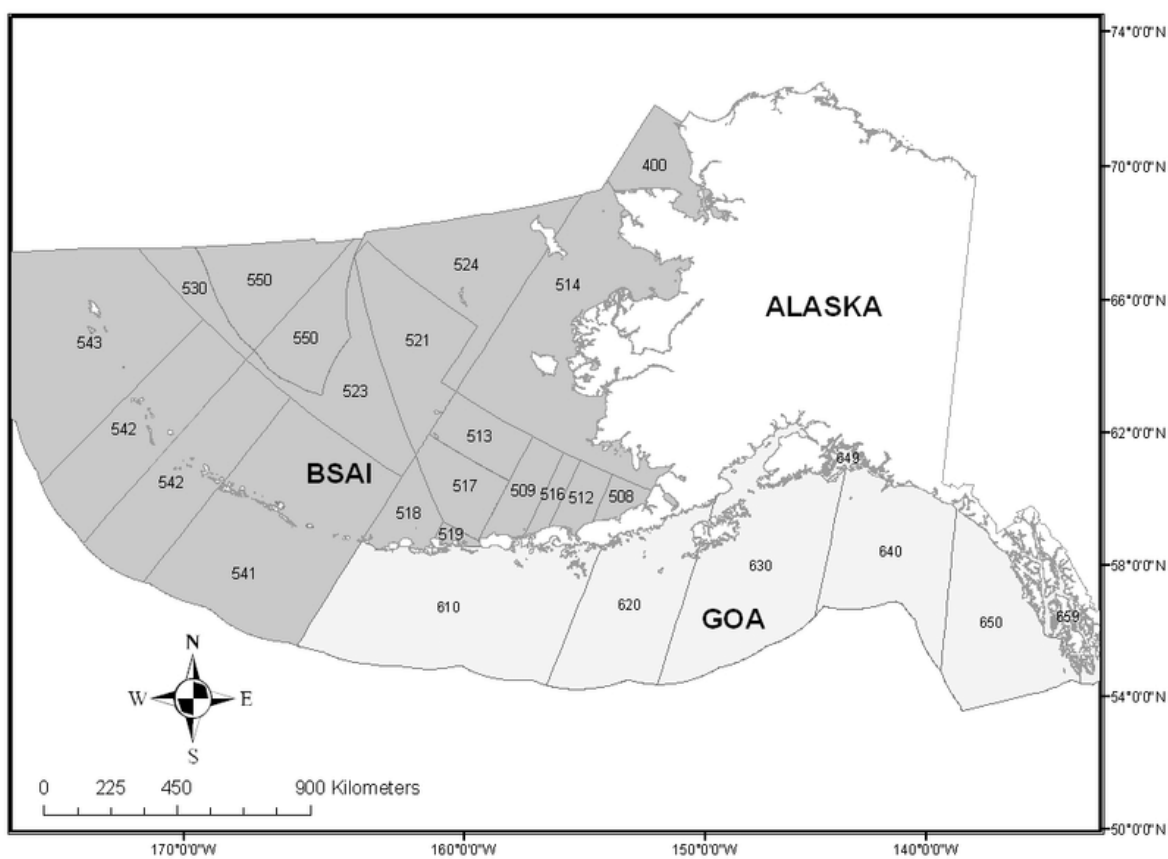 74°0'0"N
400
70°0'0"N
524
530
550
514
66°0'0"N
ALASKA
543
550
521
523
542
62°0'0"N
513
649
BSAI
542
517
509
516
512
508
518
519
640
58°0'0"N
541
630
610
620
GOA
650
659
N
W
E
S
54°0'0"N
0 225 450 900 Kilometers
50°0'0"N
170°0'0"W 160°0'0"W 150°0'0"W 140°0'0"W